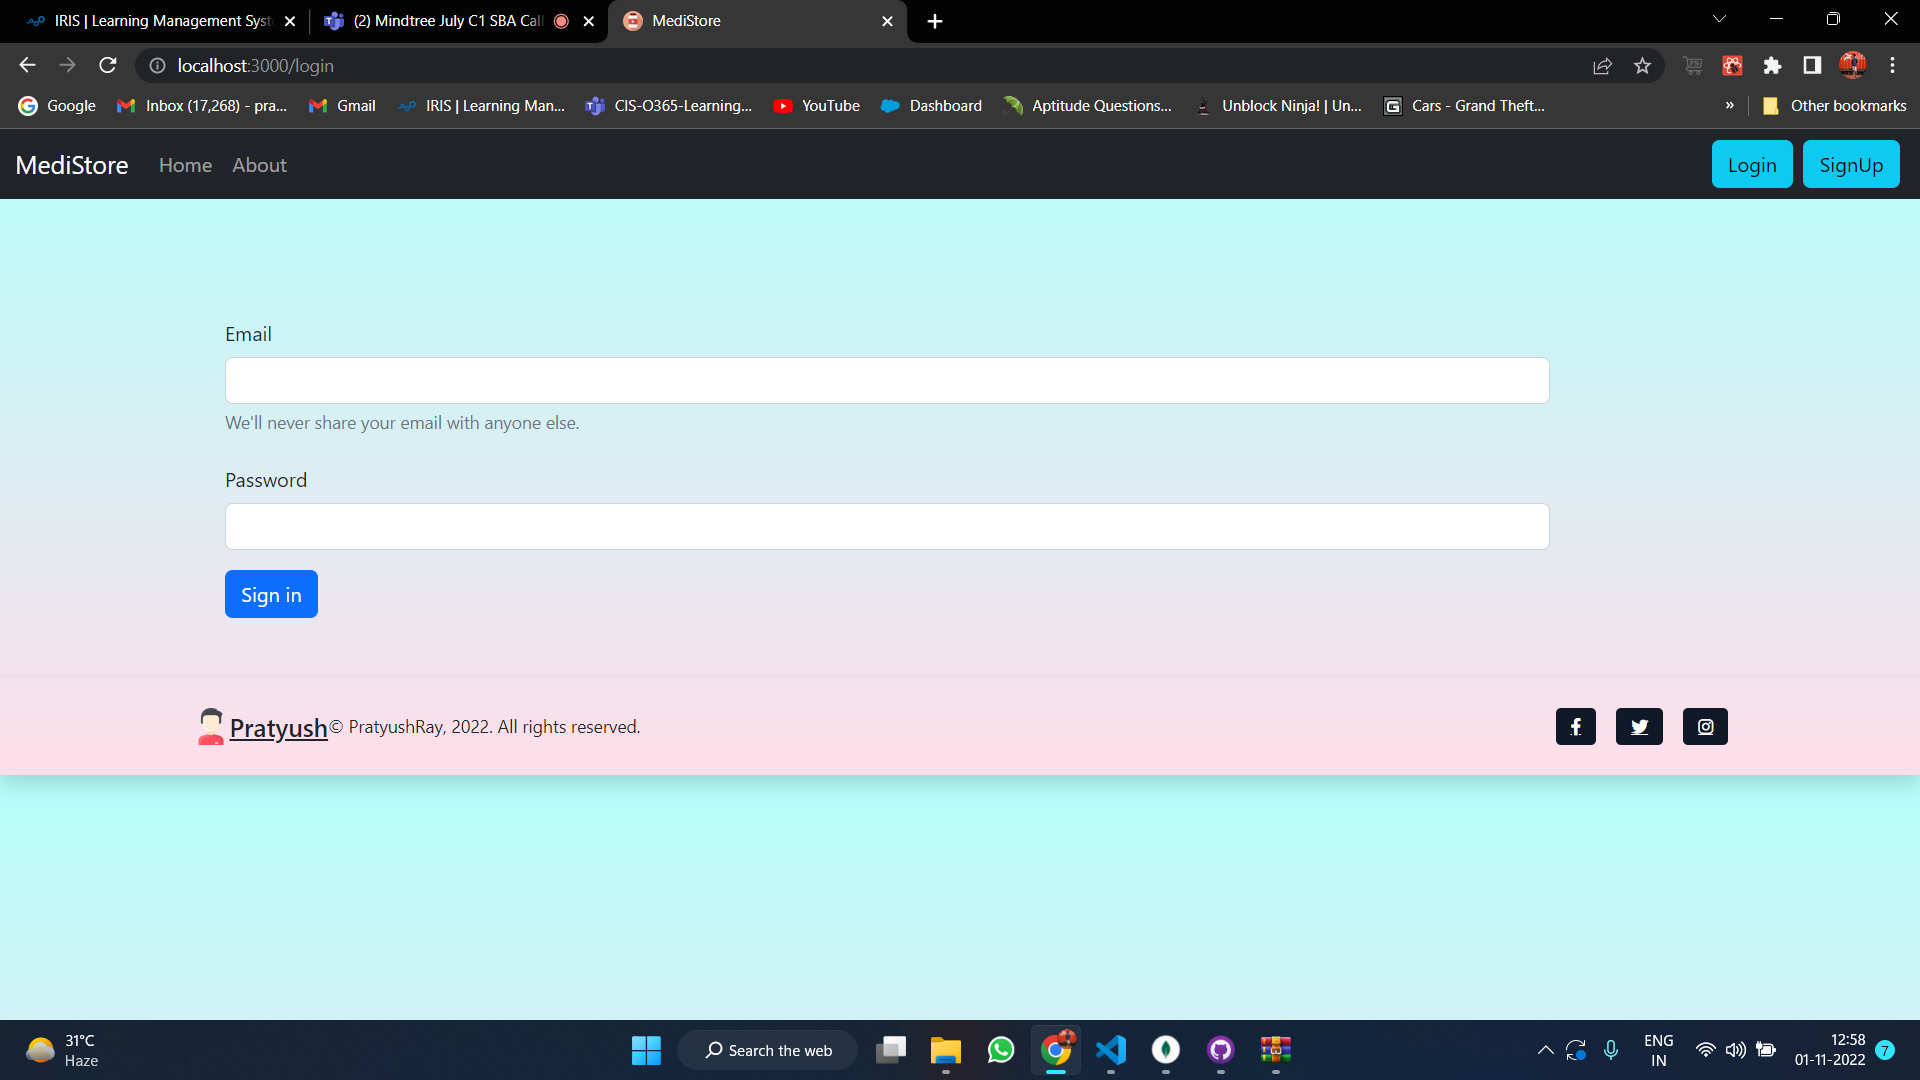 IRIS | Learning Management Syst
(2) Mindtree July C1 SBA Call
MediStore
localhost:3000/login
Google
Inbox (17,268) - pra...
Gmail
IRIS | Learning Man...
CIS-O365-Learning...
YouTube
Dashboard
Aptitude Questions...
Unblock Ninja! | Un...
Cars - Grand Theft...
»
Other bookmarks
MediStore
Home
About
Login
SignUp
Email
We'll never share your email with anyone else.
Password
Sign in
Pratyush© PratyushRay, 2022. All rights reserved.
31°C
Haze
Search the web
ENG
IN
12:58
01-11-2022
7